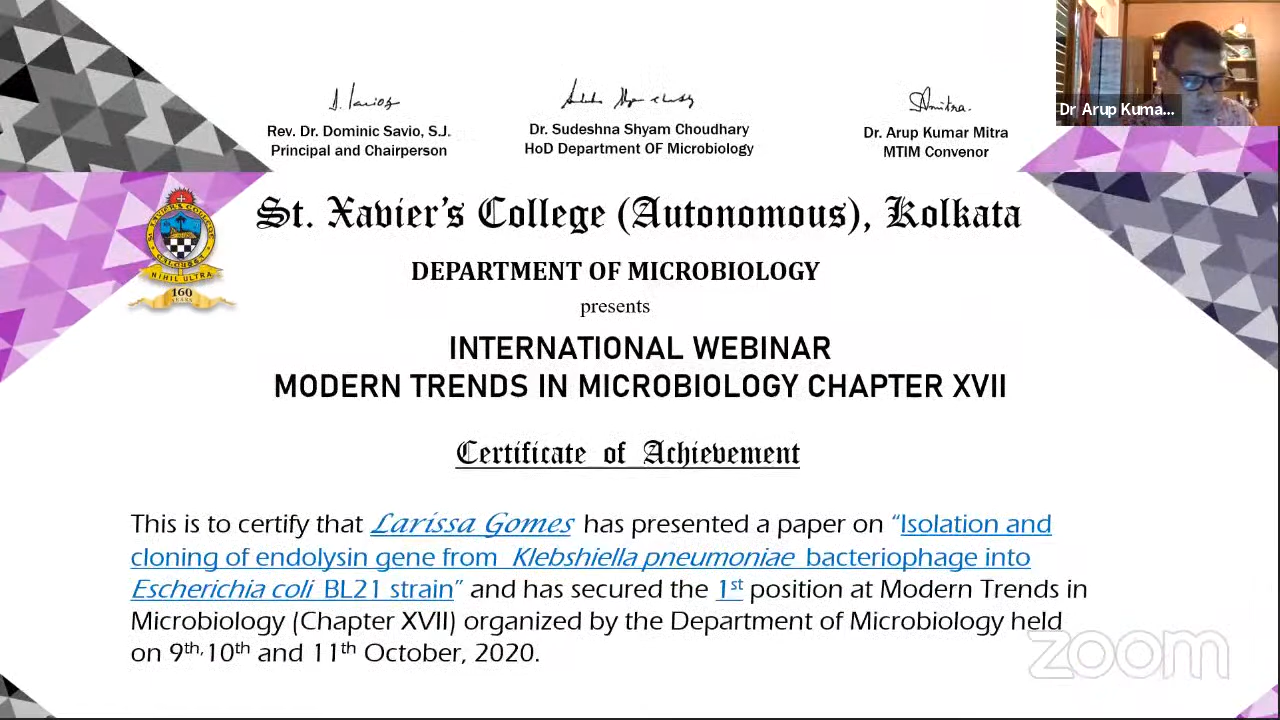 Dr Arup Kuma...
Rev. Dr. Dominic Savio, S.J.
Principal and Chairperson
Dr. Sudeshna Shyam Choudhary
HoD Department OF Microbiology
Dr. Arup Kumar Mitra
MTIM Convenor
St. Xavier's College (Autonomous), Kolkata
NIHIL ULTRA
160
YEARS
DEPARTMENT OF MICROBIOLOGY
presents
INTERNATIONAL WEBINAR
MODERN TRENDS IN MICROBIOLOGY CHAPTER XVII
Certificate of Achievement
This is to certify that Larissa Gomes has presented a paper on “Isolation and
cloning of endolysin gene from Klebshiella pneumoniae bacteriophage into
Escherichia coli BL21 strain” and has secured the 1st position at Modern Trends in
Microbiology (Chapter XVII) organized by the Department of Microbiology held
on 9th,10th and 11th October, 2020.
zoom